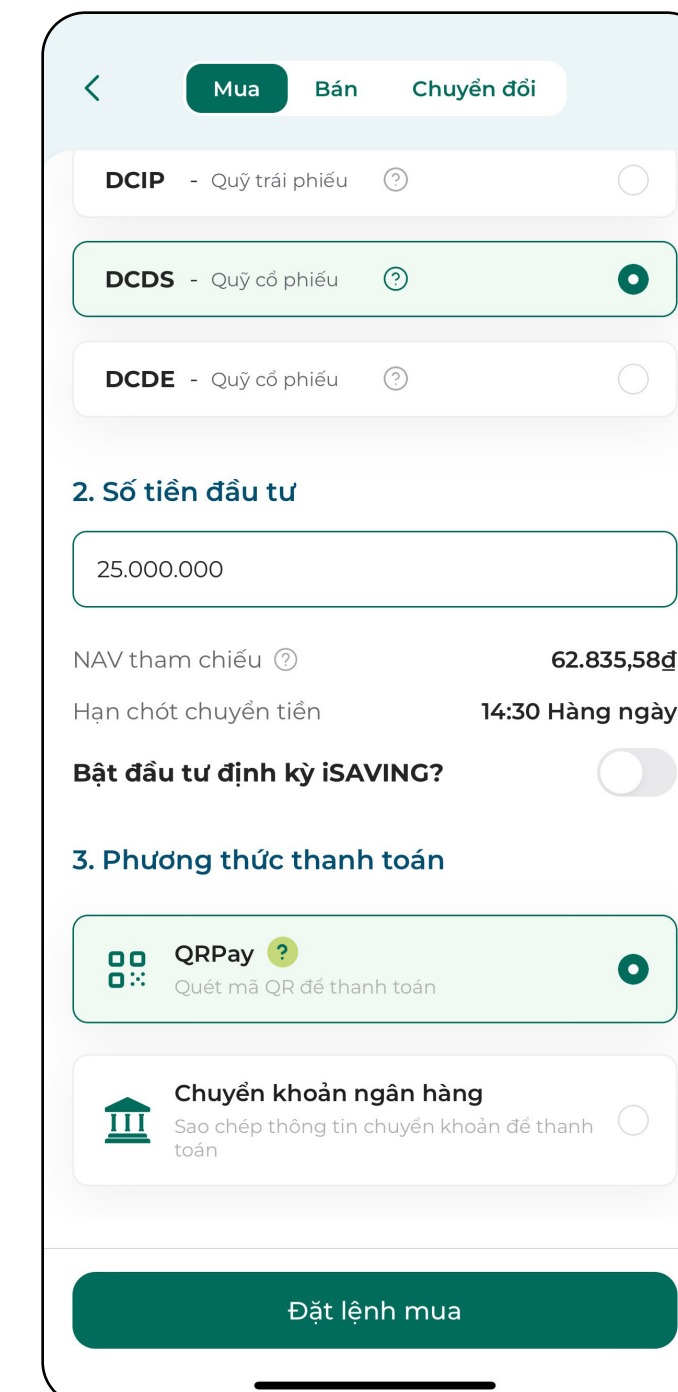 Mua Bán Chuyển đổi
DCIP - Quỹ trái phiếu ?
DCDS - Quỹ cổ phiếu ?
DCDE - Quỹ cổ phiếu ?
2. Số tiền đầu tư
25.000.000
NAV tham chiếu ? 62.835,58₫
Hạn chót chuyển tiền 14:30 Hàng ngày
Bật đầu tư định kỳ iSAVING?
3. Phương thức thanh toán
QRPay ?
Quét mã QR để thanh toán
Chuyển khoản ngân hàng
Sao chép thông tin chuyển khoản để thanh
toán
Đặt lệnh mua